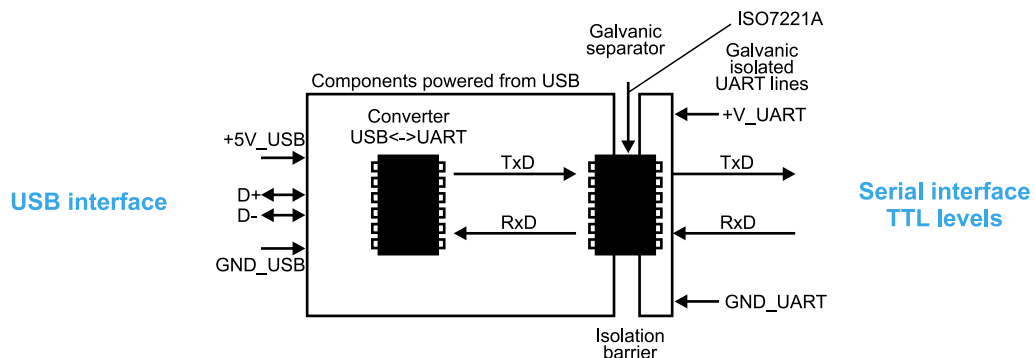 ISO7221A
Galvanic
separator
Galvanic
isolated
UART lines
Components powered from USB
+V_UART
Converter
USB<->UART
+5V_USB
TxD
TxD
D+
D-
USB interface
Serial interface
TTL levels
RxD
RxD
GND_USB
GND_UART
Isolation
barrier